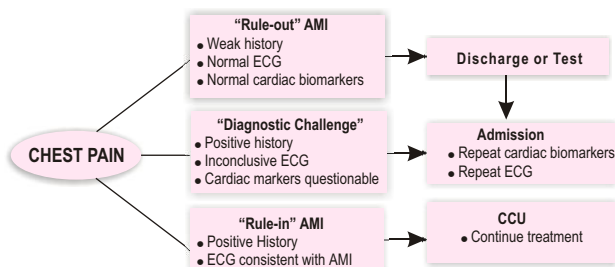 CHEST PAIN
“Rule-out” AMI
● Weak history
● Normal ECG
● Normal cardiac biomarkers
Discharge or Test
“Diagnostic Challenge”
● Positive history
● Inconclusive ECG
● Cardiac markers questionable
Admission
● Repeat cardiac biomarkers
● Repeat ECG
“Rule-in” AMI
● Positive History
● ECG consistent with AMI
CCU
● Continue treatment